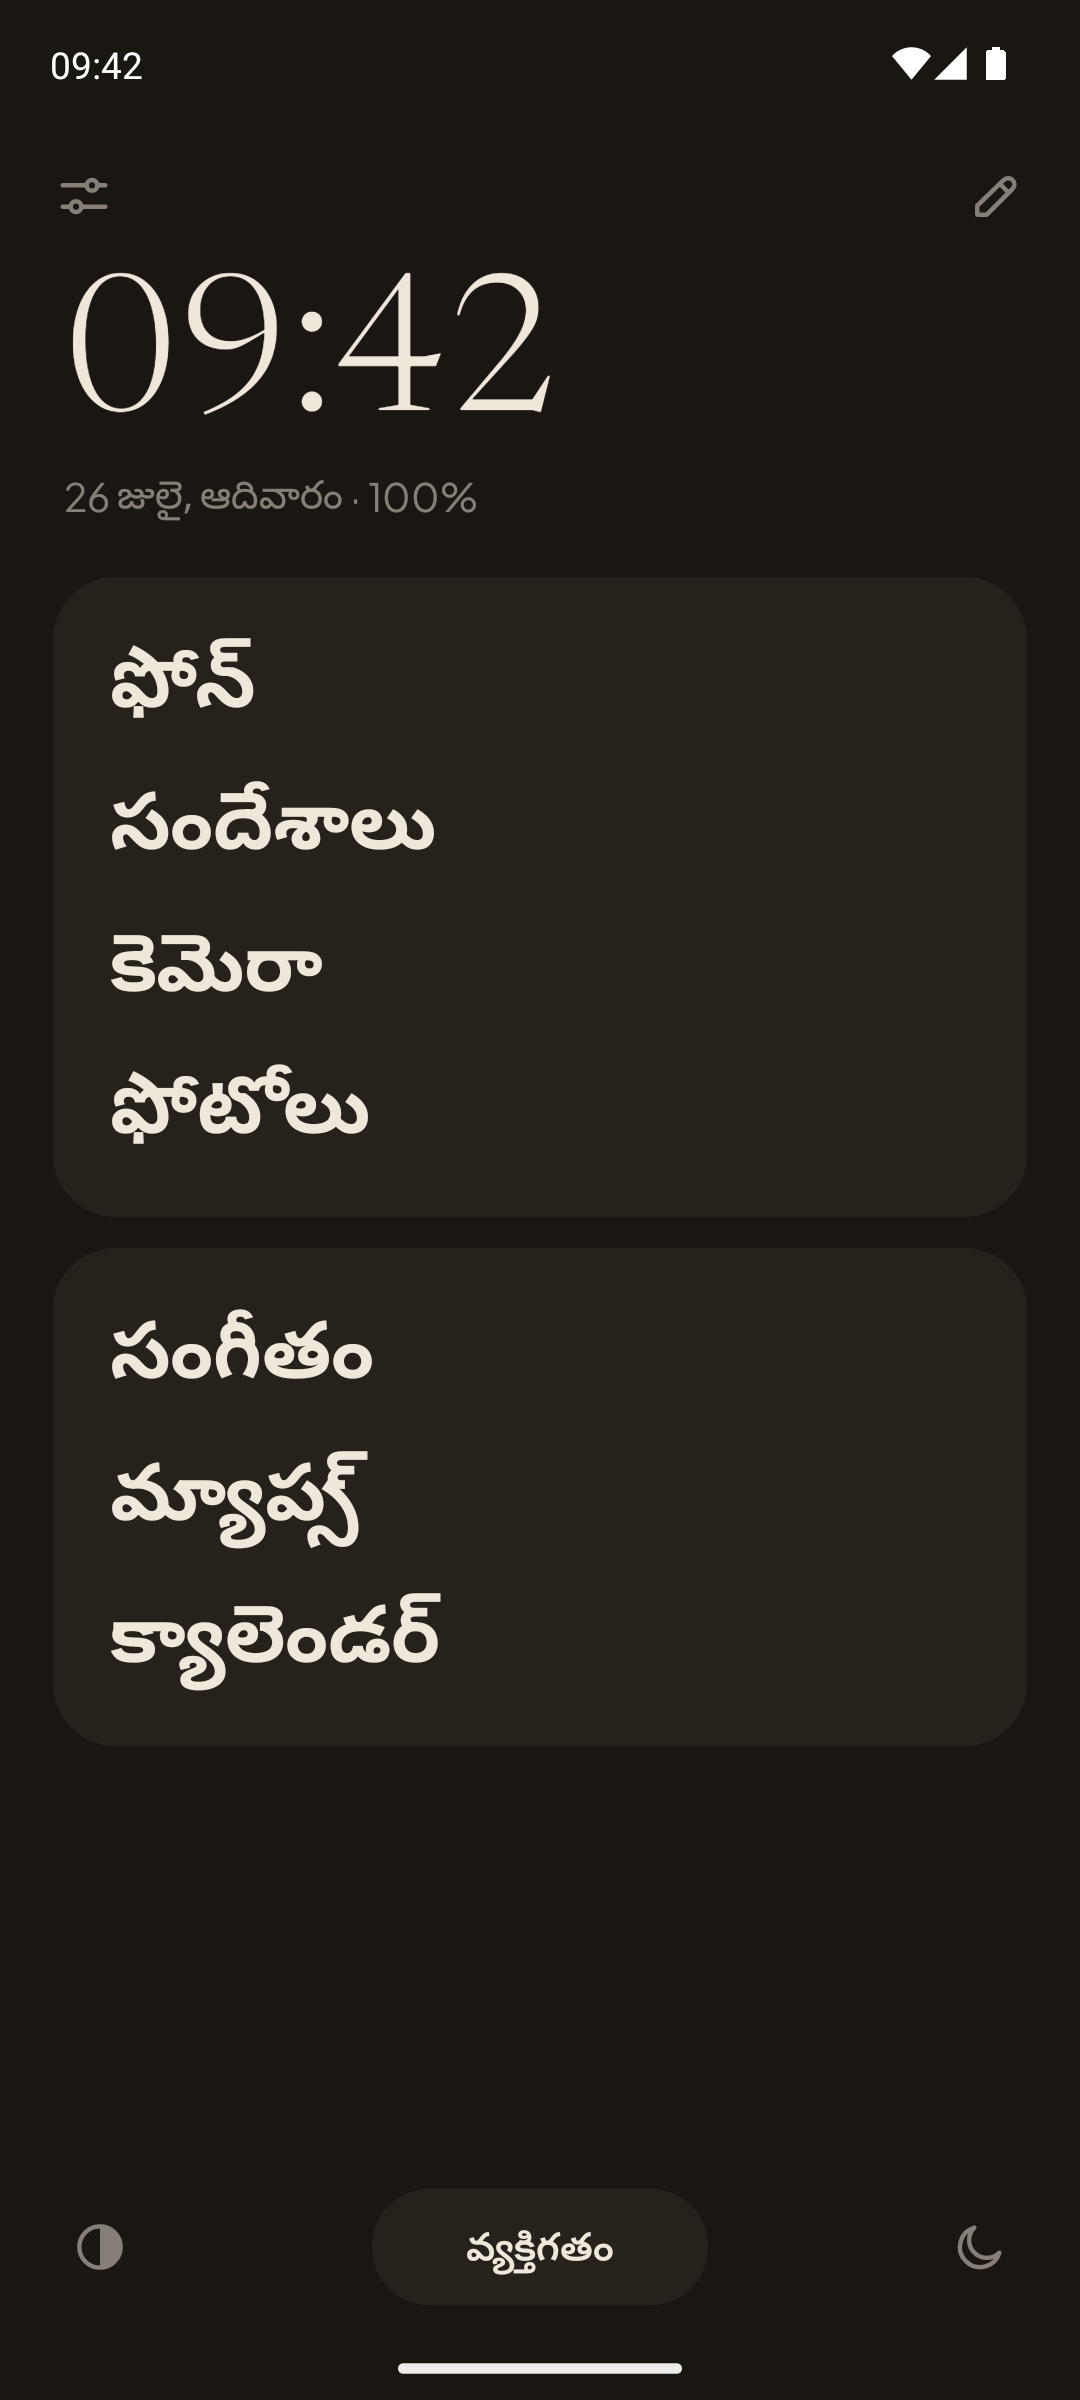 09:42
09:42
26 జులై, ఆదివారం · 100%
ఫోన్
సందేశాలు
కెమెరా
ఫోటోలు
సంగీతం
మ్యాప్స్
క్యాలెండర్
వ్యక్తిగతం